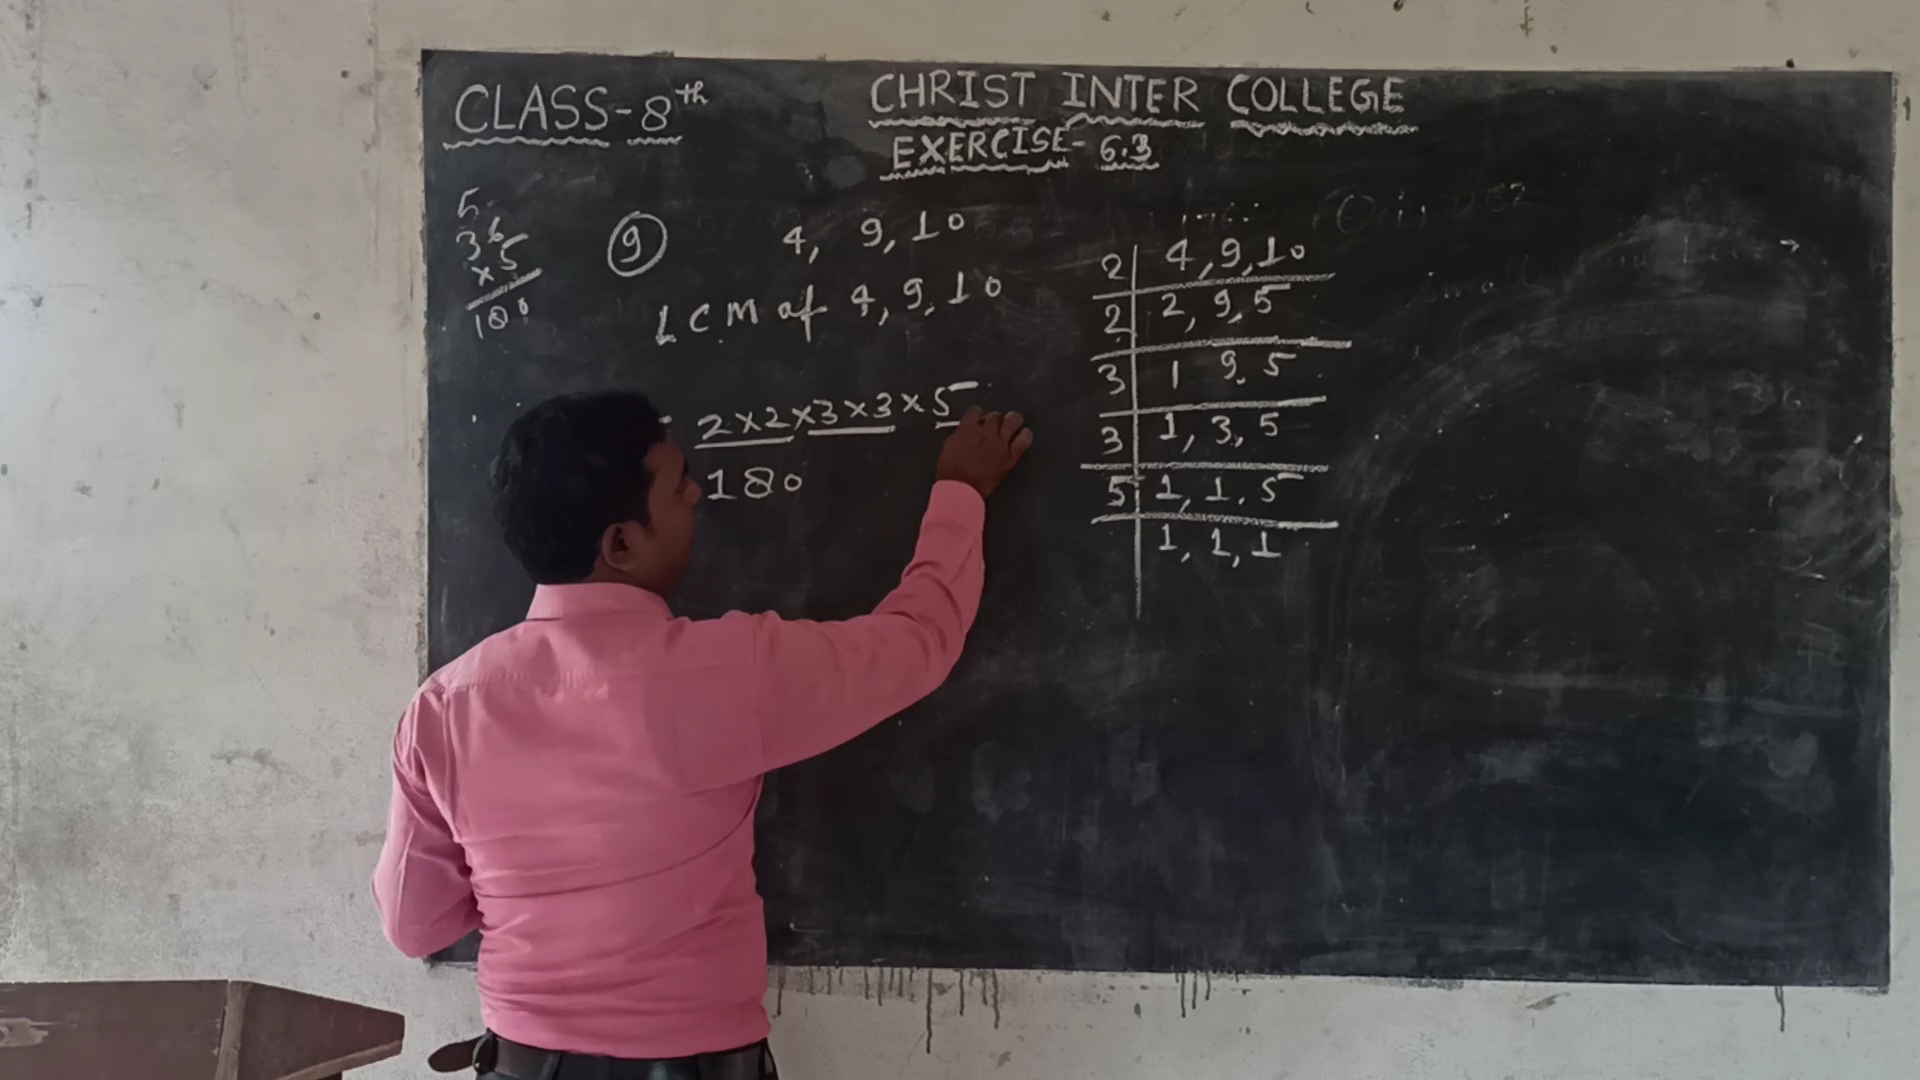 CLASS-8th
CHRIST INTER COLLEGE
EXERCISE-6.3
5
36
×5
180
9
4, 9, 10
LCM of 4, 9, 10
2×2×3×3×5
180
2 4, 9, 10
2 2, 9, 5
3 1 9, 5
3 1, 3, 5
5 1, 1, 5
1, 1, 1